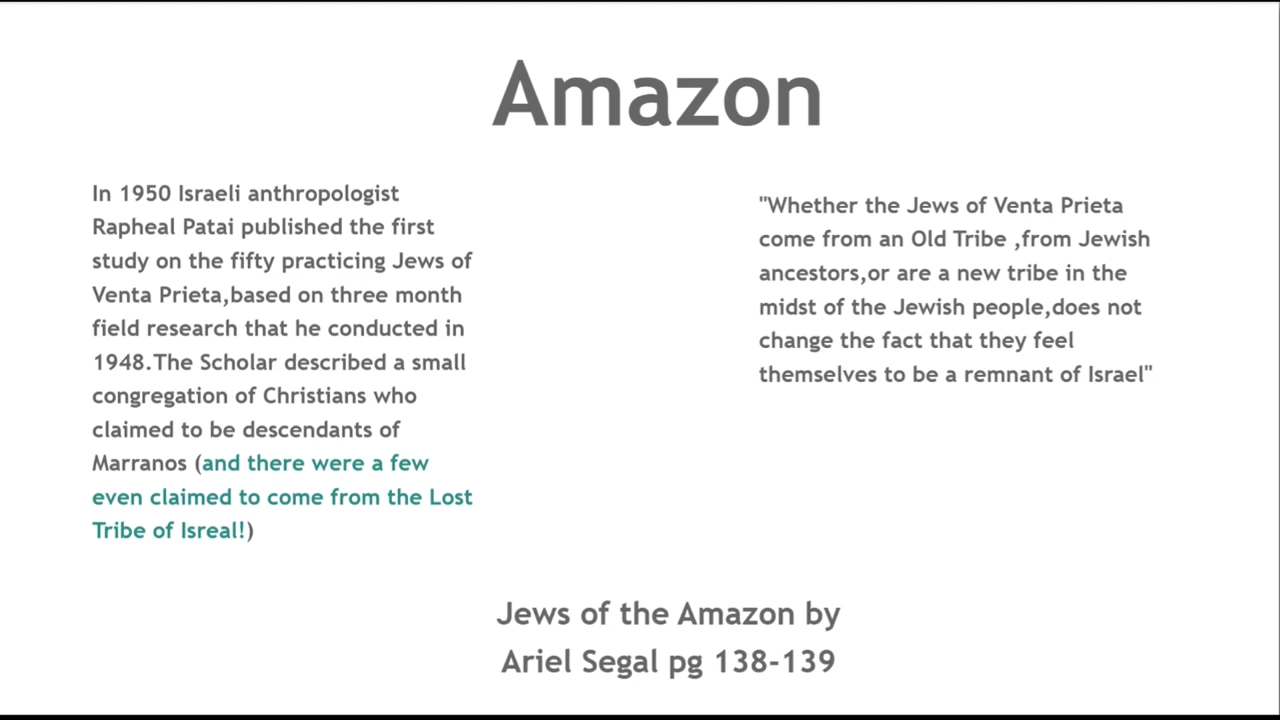 Amazon
In 1950 Israeli anthropologist
Rapheal Patai published the first
study on the fifty practicing Jews of
Venta Prieta,based on three month
field research that he conducted in
1948.The Scholar described a small
congregation of Christians who
claimed to be descendants of
Marranos (and there were a few
even claimed to come from the Lost
Tribe of Isreal!)
"Whether the Jews of Venta Prieta
come from an Old Tribe ,from Jewish
ancestors,or are a new tribe in the
midst of the Jewish people,does not
change the fact that they feel
themselves to be a remnant of Israel"
Jews of the Amazon by
Ariel Segal pg 138-139